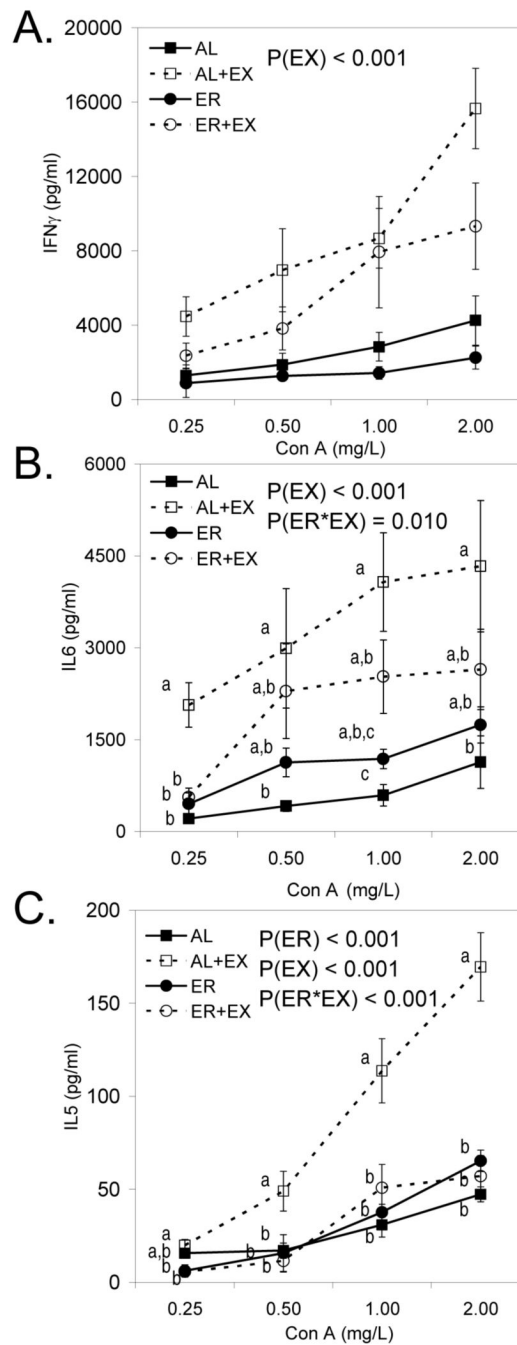 A.
20000
16000
12000
8000
4000
0
IFNγ (pg/ml)
AL
AL+EX
ER
ER+EX
P(EX) < 0.001
0.25 0.50 1.00 2.00
Con A (mg/L)
B.
6000
4500
3000
1500
0
IL6 (pg/ml)
AL
AL+EX
ER
ER+EX
P(EX) < 0.001
P(ER*EX) = 0.010
a
a
a
a
b
a,b
a,b
a,b
b
a,b
a,b,c
a,b
b
b
c
b
0.25 0.50 1.00 2.00
Con A (mg/L)
C.
200
150
100
50
0
IL5 (pg/ml)
AL
AL+EX
ER
ER+EX
P(ER) < 0.001
P(EX) < 0.001
P(ER*EX) < 0.001
a
a
a
a
a,b
b
b
b
b
b
b
b
b
b
b
b
0.25 0.50 1.00 2.00
Con A (mg/L)